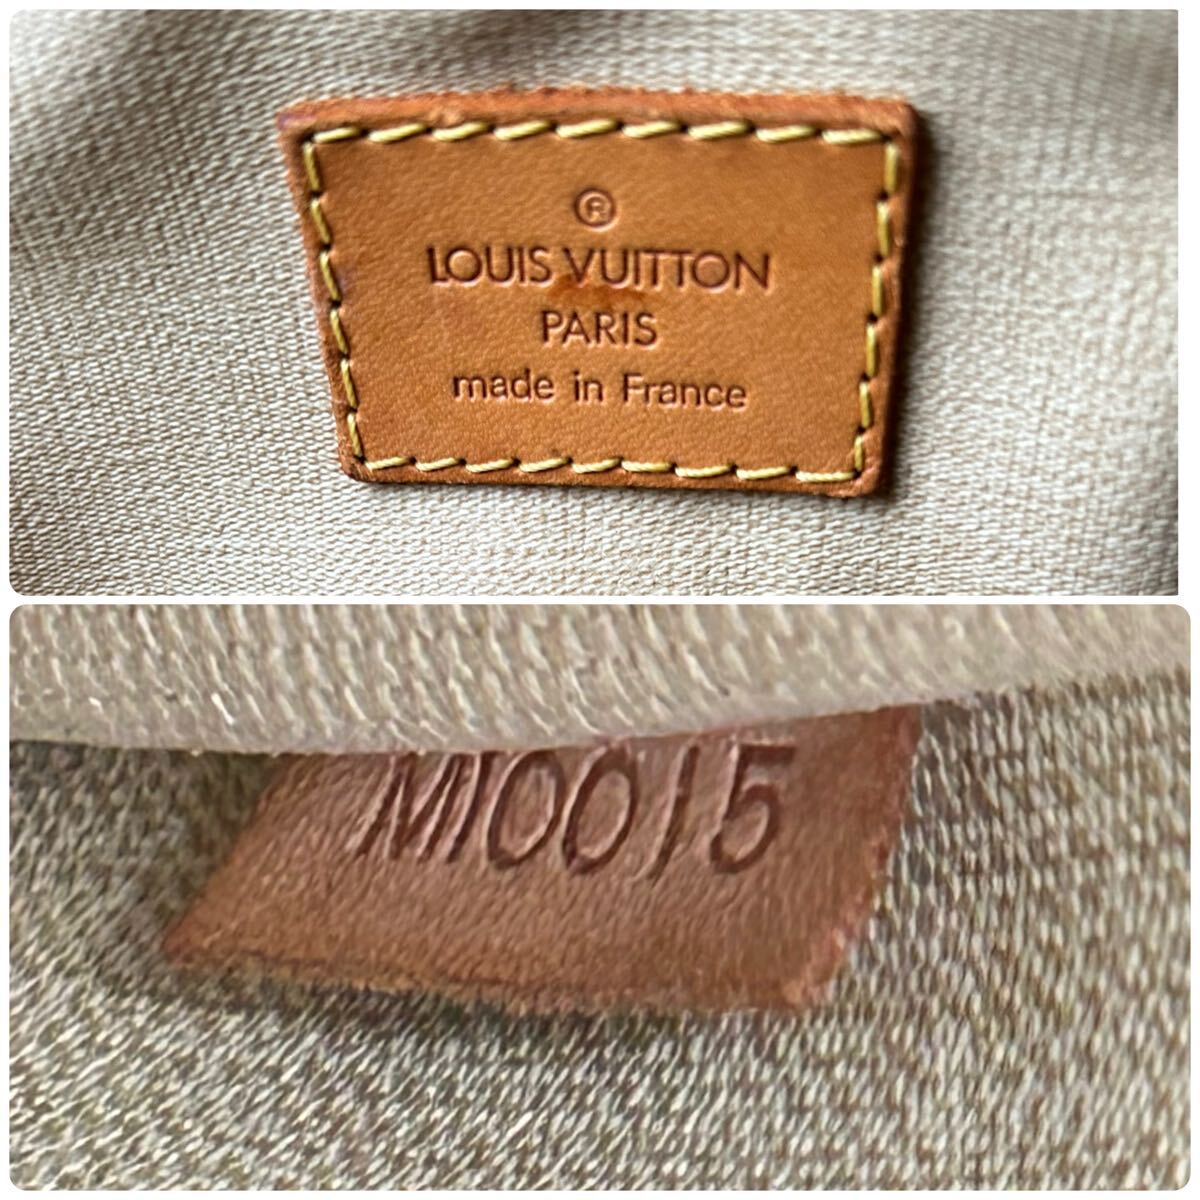 ®
LOUIS VUITTON
PARIS
made in France
MI0015